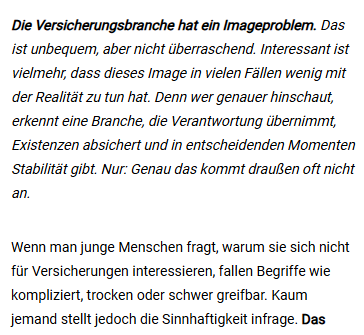 Die Versicherungsbranche hat ein Imageproblem. Das
ist unbequem, aber nicht überraschend. Interessant ist
vielmehr, dass dieses Image in vielen Fällen wenig mit
der Realität zu tun hat. Denn wer genauer hinschaut,
erkennt eine Branche, die Verantwortung übernimmt,
Existenzen absichert und in entscheidenden Momenten
Stabilität gibt. Nur: Genau das kommt draußen oft nicht
an.
Wenn man junge Menschen fragt, warum sie sich nicht
für Versicherungen interessieren, fallen Begriffe wie
kompliziert, trocken oder schwer greifbar. Kaum
jemand stellt jedoch die Sinnhaftigkeit infrage. Das